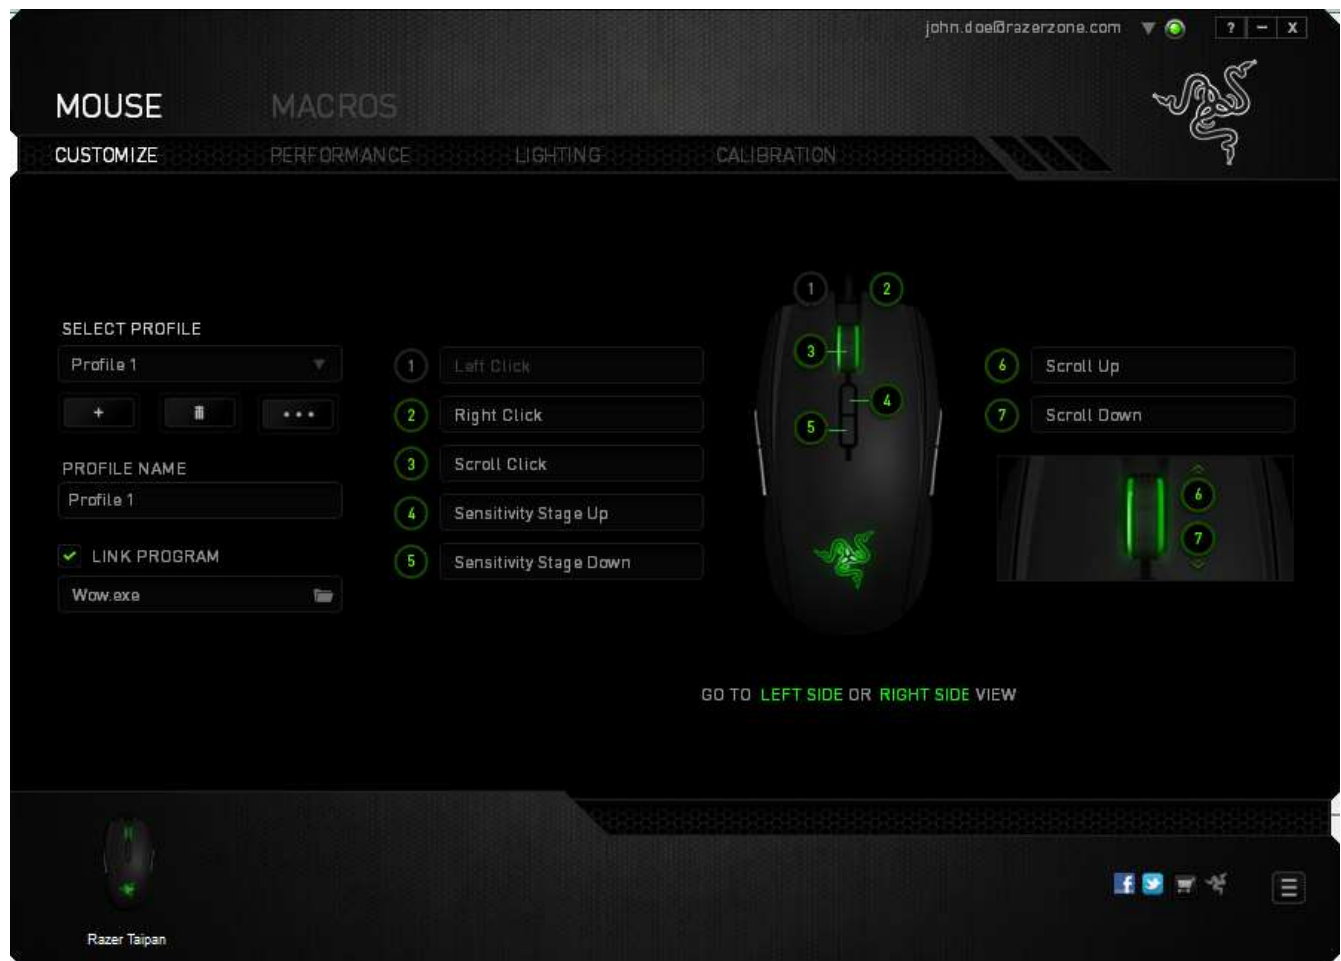 john.doe@razerzone.com
? – X
MOUSE MACROS
CUSTOMIZE PERFORMANCE LIGHTING CALIBRATION
SELECT PROFILE
Profile 1
+ •••
PROFILE NAME
Profile 1
LINK PROGRAM
Wow.exe
1 Left Click
2 Right Click
3 Scroll Click
4 Sensitivity Stage Up
5 Sensitivity Stage Down
1 2
3
4
5
6 Scroll Up
7 Scroll Down
6
7
GO TO LEFT SIDE OR RIGHT SIDE VIEW
Razer Taipan